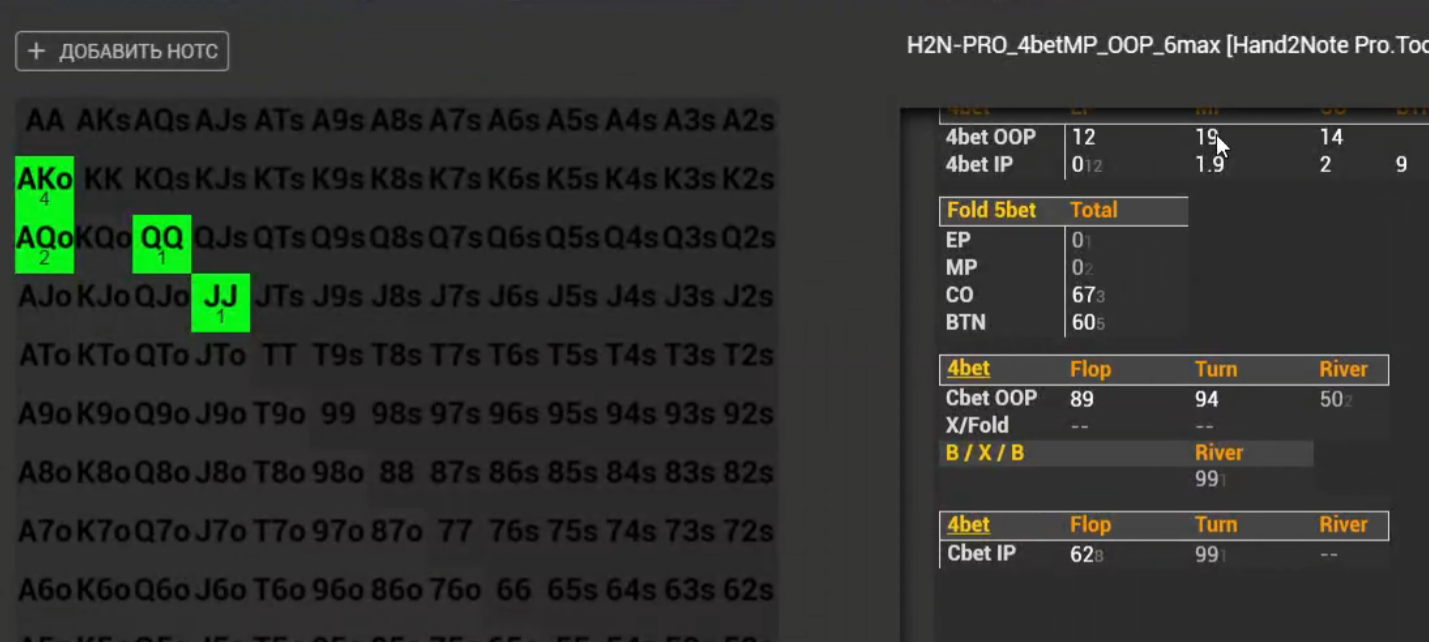 + ДОБАВИТЬ НОТС
AA AKs AQs AJs ATs A9s A8s A7s A6s A5s A4s A3s A2s
AKo KK KQs KJs KTs K9s K8s K7s K6s K5s K4s K3s K2s
4
AQo KQo QQ QJs QTs Q9s Q8s Q7s Q6s Q5s Q4s Q3s Q2s
2 1
AJo KJo QJo JJ JTs J9s J8s J7s J6s J5s J4s J3s J2s
1
ATo KTo QTo JTo TT T9s T8s T7s T6s T5s T4s T3s T2s
A9o K9o Q9o J9o T9o 99 98s 97s 96s 95s 94s 93s 92s
A8o K8o Q8o J8o T8o 98o 88 87s 86s 85s 84s 83s 82s
A7o K7o Q7o J7o T7o 97o 87o 77 76s 75s 74s 73s 72s
A6o K6o Q6o J6o T6o 96o 86o 76o 66 65s 64s 63s 62s
H2N-PRO_4betMP_OOP_6max [Hand2Note Pro.Too
4bet EP MP CO BTN
4bet OOP 12 19 14
4bet IP 0 12 1.9 2 9
Fold 5bet Total
EP 0 1
MP 0 2
CO 67 3
BTN 60 5
4bet Flop Turn River
Cbet OOP 89 94 50 2
X/Fold -- --
B / X / B River
99 1
4bet Flop Turn River
Cbet IP 62 8 99 1 --